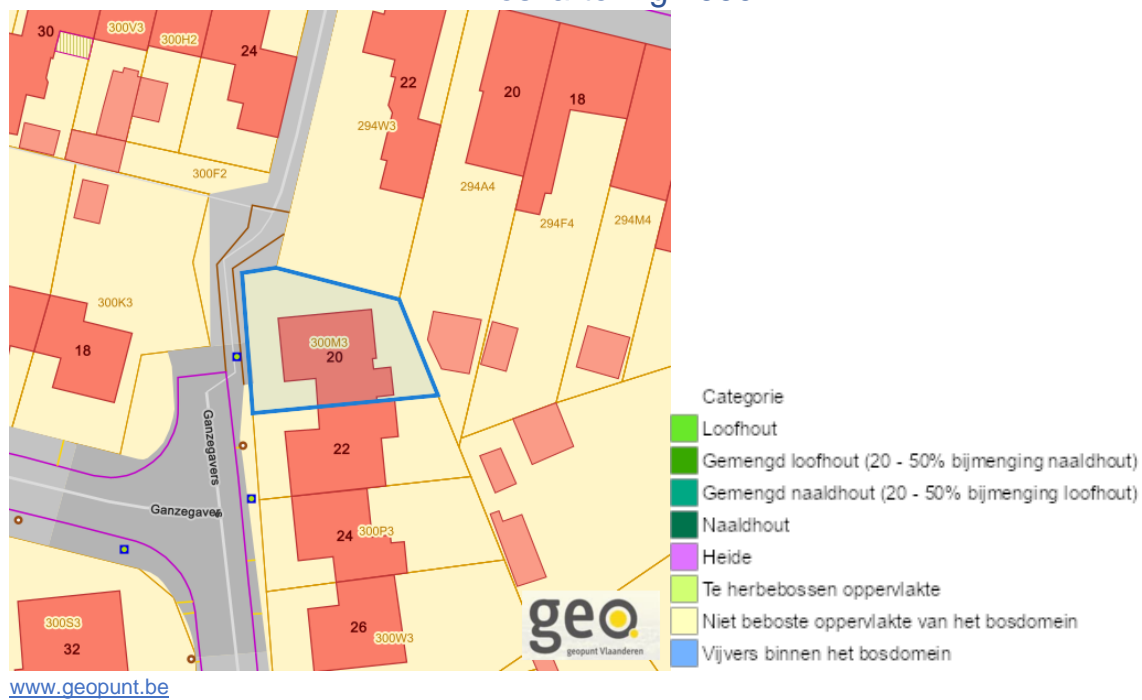 30
300V3
300H2
24
22
20
18
294W3
300F2
294A4
294F4
294M4
300K3
300M3
20
18
Ganzegavers
22
Ganzegavers
24
300P3
300S3
32
26
300W3
geo
geopunt Vlaanderen
Categorie
Loofhout
Gemengd loofhout (20 - 50% bijmenging naaldhout)
Gemengd naaldhout (20 - 50% bijmenging loofhout)
Naaldhout
Heide
Te herbebossen oppervlakte
Niet beboste oppervlakte van het bosdomein
Vijvers binnen het bosdomein
www.geopunt.be